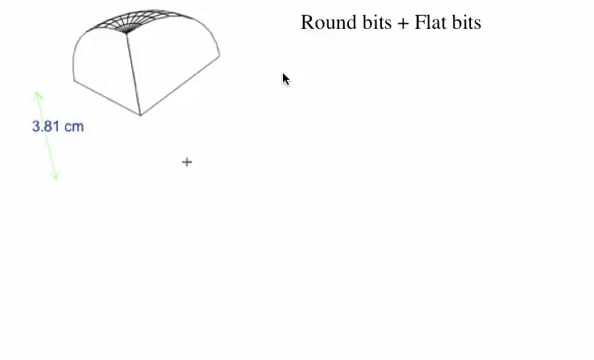 Round bits + Flat bits
3.81 cm